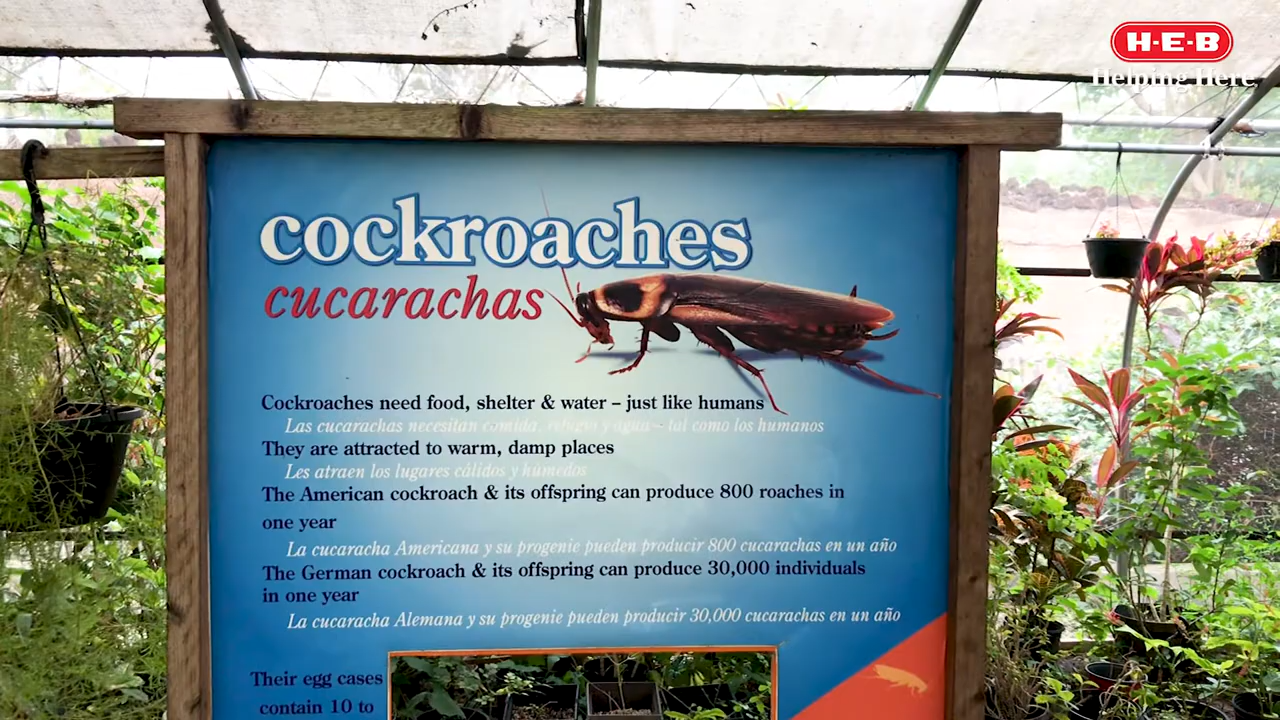 H-E-B
Helping Here
cockroaches
cucarachas
Cockroaches need food, shelter & water – just like humans
Las cucarachas necesitan comida, refugio y agua – tal como los humanos
They are attracted to warm, damp places
Les atraen los lugares cálidos y húmedos
The American cockroach & its offspring can produce 800 roaches in
one year
La cucaracha Americana y su progenie pueden producir 800 cucarachas en un año
The German cockroach & its offspring can produce 30,000 individuals
in one year
La cucaracha Alemana y su progenie pueden producir 30,000 cucarachas en un año
Their egg cases
contain 10 to